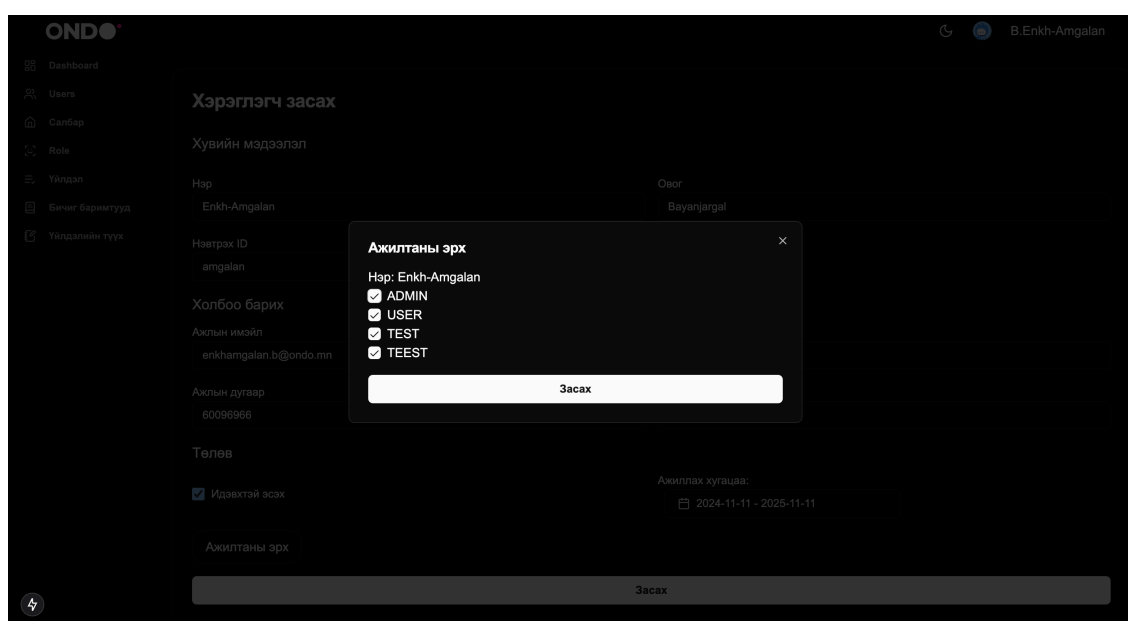 ONDO
B.Enkh-Amgalan
Dashboard
Users
Салбар
Role
Үйлдэл
Бичиг баримтууд
Үйлдэлийн түүх
Хэрэглэгч засах
Хувийн мэдээлэл
Нэр
Овог
Enkh-Amgalan
Bayanjargal
Нэвтрэх ID
amgalan
Холбоо барих
Ажлын имэйл
enkhamgalan.b@ondo.mn
Ажлын дугаар
60096966
Ажилтаны эрх
Нэр: Enkh-Amgalan
ADMIN
USER
TEST
TEEST
Засах
Төлөв
Идэвхтэй эсэх
Ажиллах хугацаа:
2024-11-11 - 2025-11-11
Ажилтаны эрх
Засах